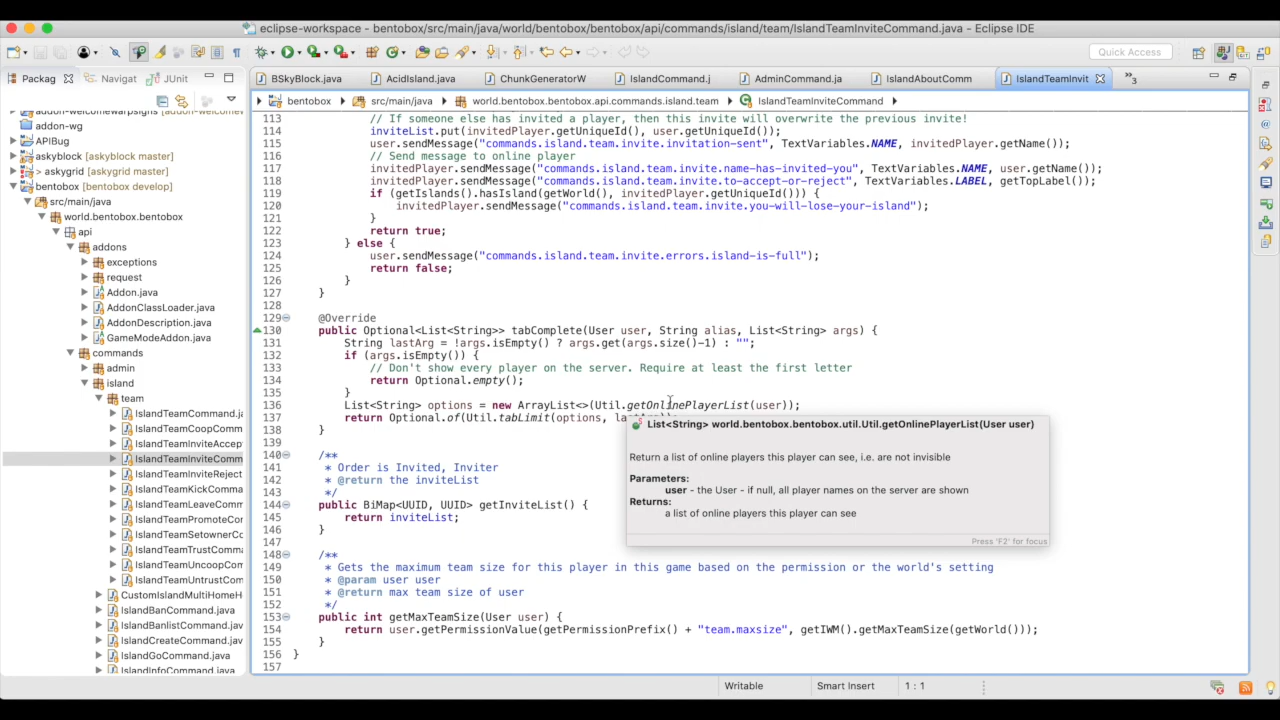 eclipse-workspace - bentobox/src/main/java/world/bentobox/bentobox/api/commands/island/team/IslandTeamInviteCommand.java - Eclipse IDE
Quick Access
Packag
Navigat
JUnit
BSkyBlock.java
AcidIsland.java
ChunkGeneratorW
IslandCommand.j
AdminCommand.ja
IslandAboutComm
IslandTeamInvit
»3
bentobox
src/main/java
world.bentobox.bentobox.api.commands.island.team
IslandTeamInviteCommand
addon-welcomewarpsigns [addon-welcomew
addon-wg
APIBug
askyblock [askyblock master]
> askygrid [askygrid master]
bentobox [bentobox develop]
src/main/java
world.bentobox.bentobox
api
addons
exceptions
request
Addon.java
AddonClassLoader.java
AddonDescription.java
GameModeAddon.java
commands
admin
island
team
IslandTeamCommand.ja
IslandTeamCoopComm
IslandTeamInviteAccep
IslandTeamInviteComm
IslandTeamInviteReject
IslandTeamKickComma
IslandTeamLeaveComm
IslandTeamPromoteCor
IslandTeamSetownerCc
IslandTeamTrustComma
IslandTeamUncoopCom
IslandTeamUntrustCom
CustomIslandMultiHomeH
IslandBanCommand.java
IslandBanlistCommand.jav
IslandCreateCommand.jav
IslandGoCommand.java
IslandInfoCommand.java
113 // If someone else has invited a player, then this invite will overwrite the previous invite!
114 inviteList.put(invitedPlayer.getUniqueId(), user.getUniqueId());
115 user.sendMessage("commands.island.team.invite.invitation-sent", TextVariables.NAME, invitedPlayer.getName());
116 // Send message to online player
117 invitedPlayer.sendMessage("commands.island.team.invite.name-has-invited-you", TextVariables.NAME, user.getName());
118 invitedPlayer.sendMessage("commands.island.team.invite.to-accept-or-reject", TextVariables.LABEL, getTopLabel());
119 if (getIslands().hasIsland(getWorld(), invitedPlayer.getUniqueId())) {
120 invitedPlayer.sendMessage("commands.island.team.invite.you-will-lose-your-island");
121 }
122 return true;
123 } else {
124 user.sendMessage("commands.island.team.invite.errors.island-is-full");
125 return false;
126 }
127 }
128
129 @Override
130 public Optional<List<String>> tabComplete(User user, String alias, List<String> args) {
131 String lastArg = !args.isEmpty() ? args.get(args.size()-1) : "";
132 if (args.isEmpty()) {
133 // Don't show every player on the server. Require at least the first letter
134 return Optional.empty();
135 }
136 List<String> options = new ArrayList<>(Util.getOnlinePlayerList(user));
137 return Optional.of(Util.tabLimit(options, lastArg));
138 }
139
140 /**
141 * Order is Invited, Inviter
142 * @return the inviteList
143 */
144 public BiMap<UUID, UUID> getInviteList() {
145 return inviteList;
146 }
147
148 /**
149 * Gets the maximum team size for this player in this game based on the permission or the world's setting
150 * @param user
151 * @return max team size of user
152 */
153 public int getMaxTeamSize(User user) {
154 return user.getPermissionValue(getPermissionPrefix() + "team.maxsize", getIWM().getMaxTeamSize(getWorld()));
155 }
156 }
157
List<String> world.bentobox.bentobox.util.Util.getOnlinePlayerList(User user)
Return a list of online players this player can see, i.e. are not invisible
Parameters:
user - the User - if null, all player names on the server are shown
Returns:
a list of online players this player can see
Press 'F2' for focus
Writable
Smart Insert
1 : 1